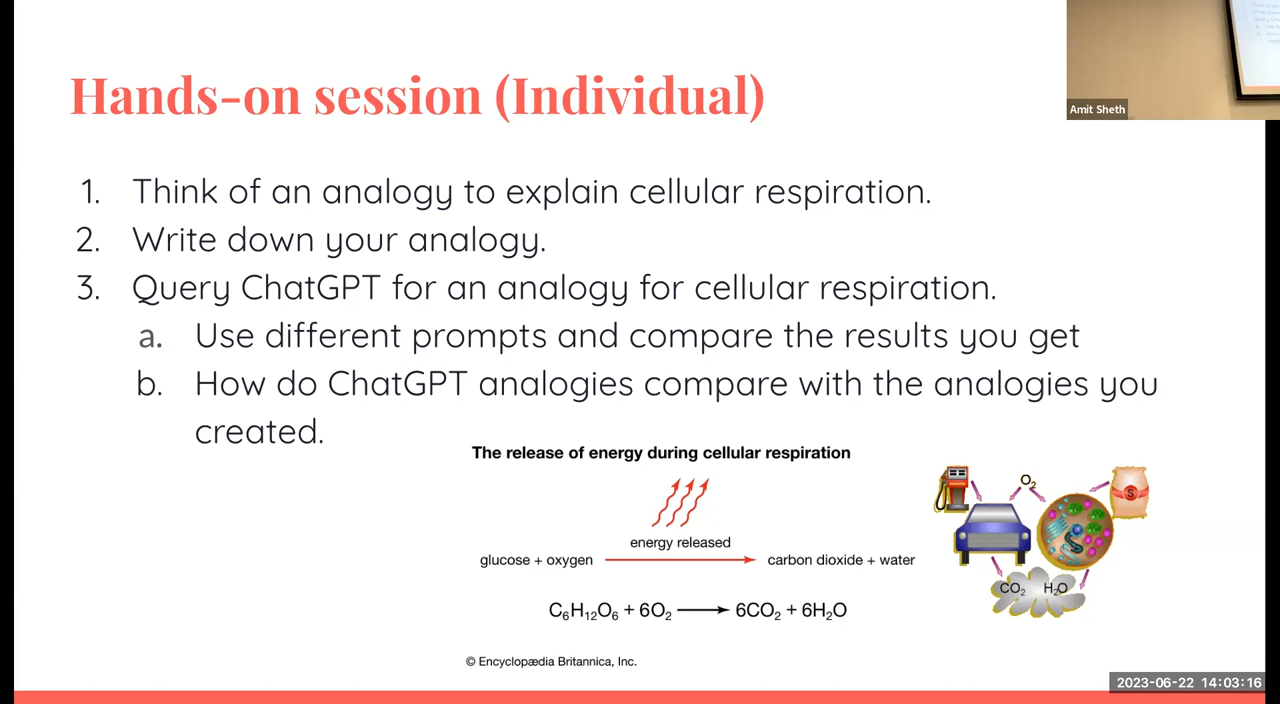 Hands-on session (Individual)
Amit Sheth
1. Think of an analogy to explain cellular respiration.
2. Write down your analogy.
3. Query ChatGPT for an analogy for cellular respiration.
a. Use different prompts and compare the results you get
b. How do ChatGPT analogies compare with the analogies you
created.
The release of energy during cellular respiration
energy released
glucose + oxygen
carbon dioxide + water
C₆H₁₂O₆ + 6O₂ ⟶ 6CO₂ + 6H₂O
O₂
S
CO₂ H₂O
© Encyclopædia Britannica, Inc.
2023-06-22 14:03:16